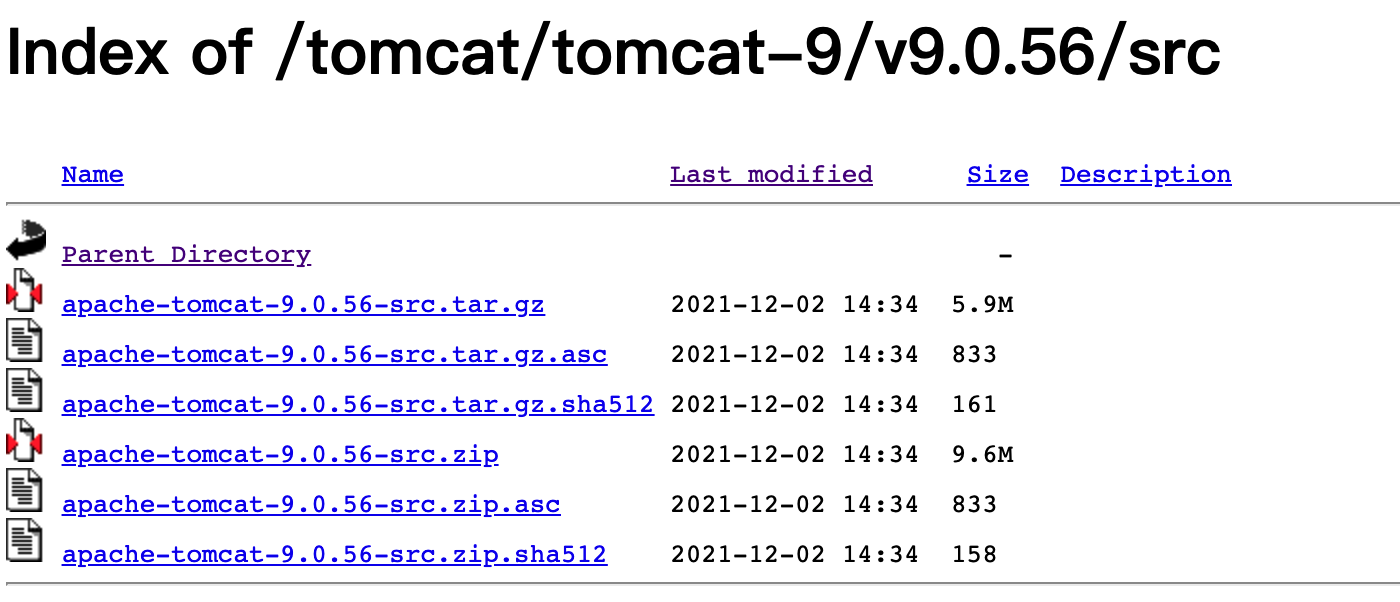 Index of /tomcat/tomcat-9/v9.0.56/src
Name Last modified Size Description
Parent Directory -
apache-tomcat-9.0.56-src.tar.gz 2021-12-02 14:34 5.9M
apache-tomcat-9.0.56-src.tar.gz.asc 2021-12-02 14:34 833
apache-tomcat-9.0.56-src.tar.gz.sha512 2021-12-02 14:34 161
apache-tomcat-9.0.56-src.zip 2021-12-02 14:34 9.6M
apache-tomcat-9.0.56-src.zip.asc 2021-12-02 14:34 833
apache-tomcat-9.0.56-src.zip.sha512 2021-12-02 14:34 158